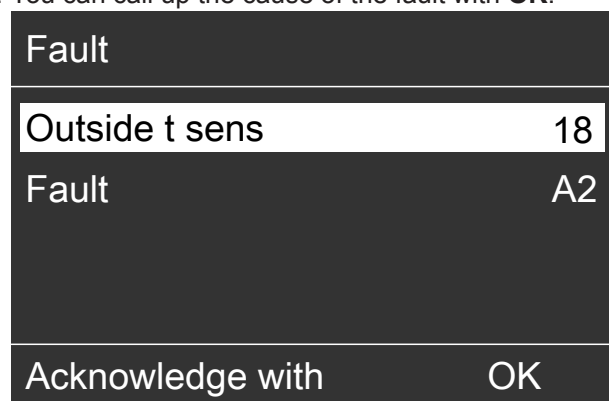 You can call up the cause of the fault with OK.
Fault
Outside t sens 18
Fault A2
Acknowledge with OK